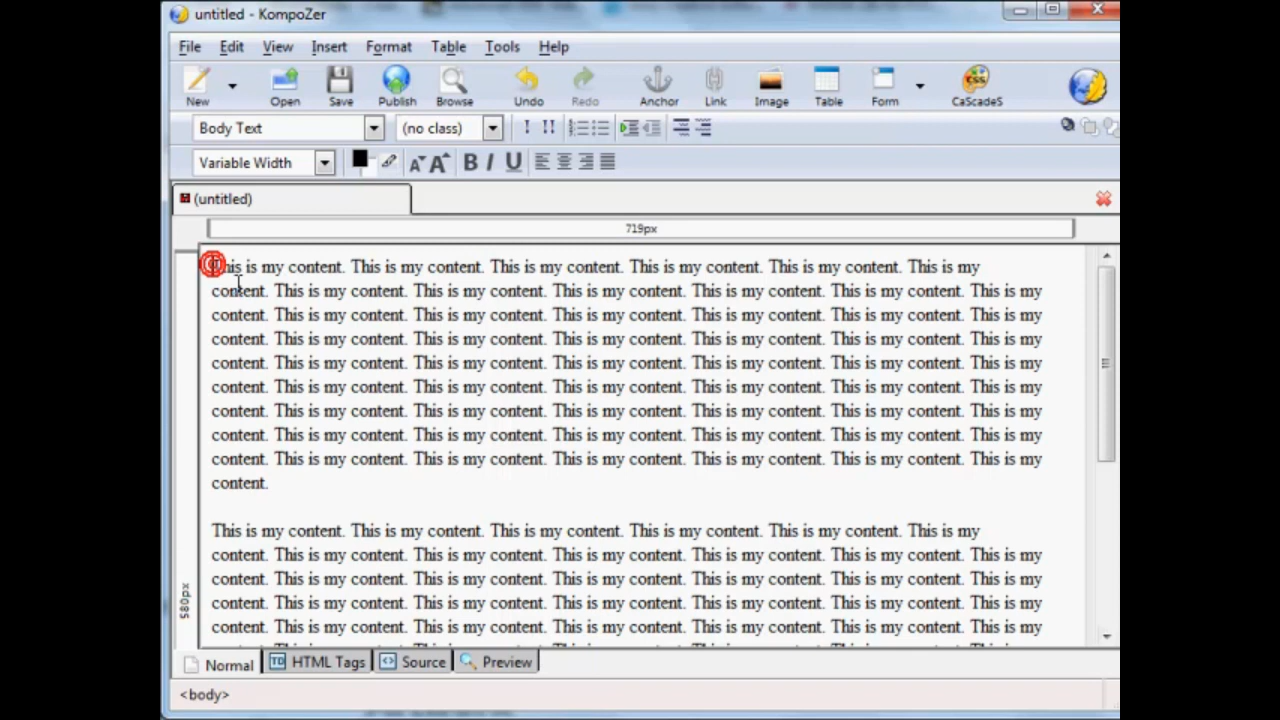 untitled - KompoZer
File Edit View Insert Format Table Tools Help
New Open Save Publish Browse Undo Redo Anchor Link Image Table Form CaScadeS
Body Text (no class)
Variable Width B I U
(untitled)
719px
This is my content. This is my content. This is my content. This is my content. This is my content. This is my
content. This is my content. This is my content. This is my content. This is my content. This is my content. This is my
content. This is my content. This is my content. This is my content. This is my content. This is my content. This is my
content. This is my content. This is my content. This is my content. This is my content. This is my content. This is my
content. This is my content. This is my content. This is my content. This is my content. This is my content. This is my
content. This is my content. This is my content. This is my content. This is my content. This is my content. This is my
content. This is my content. This is my content. This is my content. This is my content. This is my content. This is my
content. This is my content. This is my content. This is my content. This is my content. This is my content. This is my
content. This is my content. This is my content. This is my content. This is my content. This is my content. This is my
content.
This is my content. This is my content. This is my content. This is my content. This is my content. This is my
content. This is my content. This is my content. This is my content. This is my content. This is my content. This is my
content. This is my content. This is my content. This is my content. This is my content. This is my content. This is my
content. This is my content. This is my content. This is my content. This is my content. This is my content. This is my
content. This is my content. This is my content. This is my content. This is my content. This is my content. This is my
580px
Normal HTML Tags Source Preview
<body>